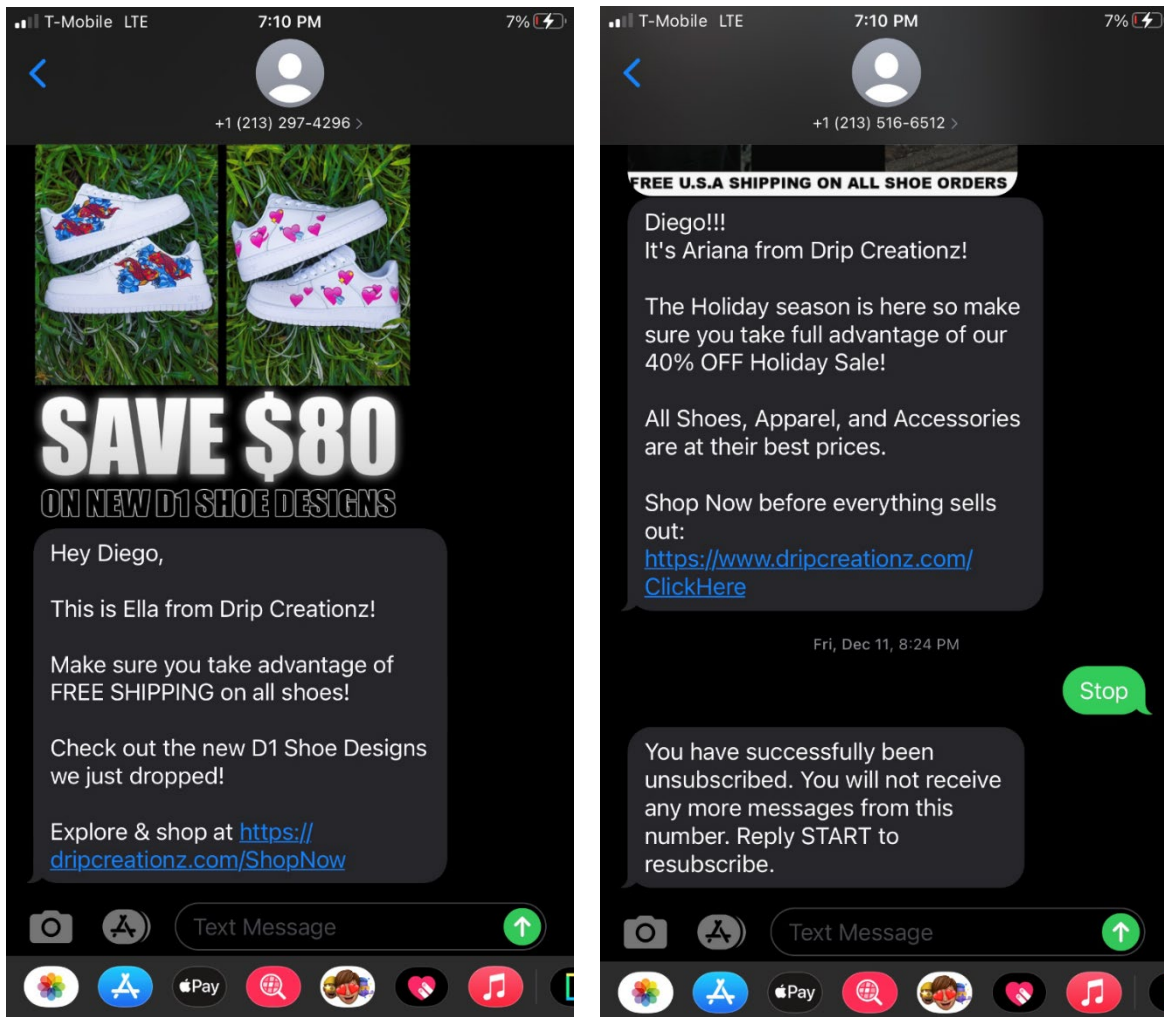 T-Mobile LTE 7:10 PM 7%
+1 (213) 297-4296 >
SAVE $80
ON NEW D1 SHOE DESIGNS
Hey Diego,
This is Ella from Drip Creationz!
Make sure you take advantage of
FREE SHIPPING on all shoes!
Check out the new D1 Shoe Designs
we just dropped!
Explore & shop at https://
dripcreationz.com/ShopNow
Text Message
Pay
T-Mobile LTE 7:10 PM 7%
+1 (213) 516-6512 >
FREE U.S.A SHIPPING ON ALL SHOE ORDERS
Diego!!!
It's Ariana from Drip Creationz!
The Holiday season is here so make
sure you take full advantage of our
40% OFF Holiday Sale!
All Shoes, Apparel, and Accessories
are at their best prices.
Shop Now before everything sells
out:
https://www.dripcreationz.com/
ClickHere
Fri, Dec 11, 8:24 PM
Stop
You have successfully been
unsubscribed. You will not receive
any more messages from this
number. Reply START to
resubscribe.
Text Message
Pay